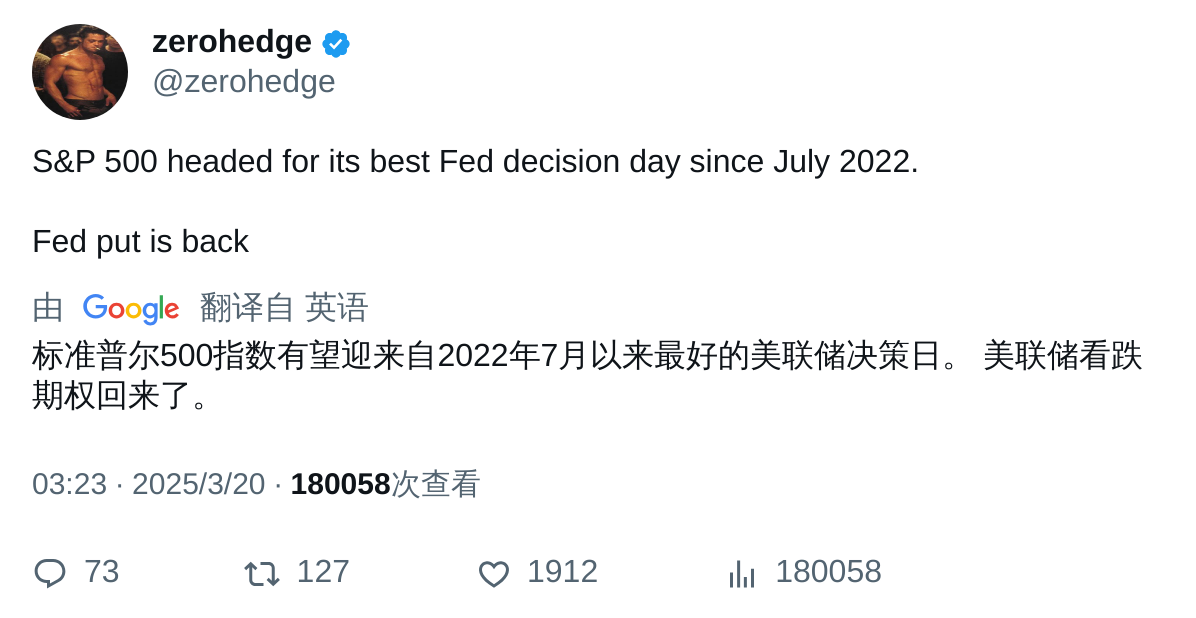 zerohedge
@zerohedge
S&P 500 headed for its best Fed decision day since July 2022.
Fed put is back
由 Google 翻译自 英语
标准普尔500指数有望迎来自2022年7月以来最好的美联储决策日。 美联储看跌
期权回来了。
03:23 · 2025/3/20 · 180058次查看
73 127 1912 180058